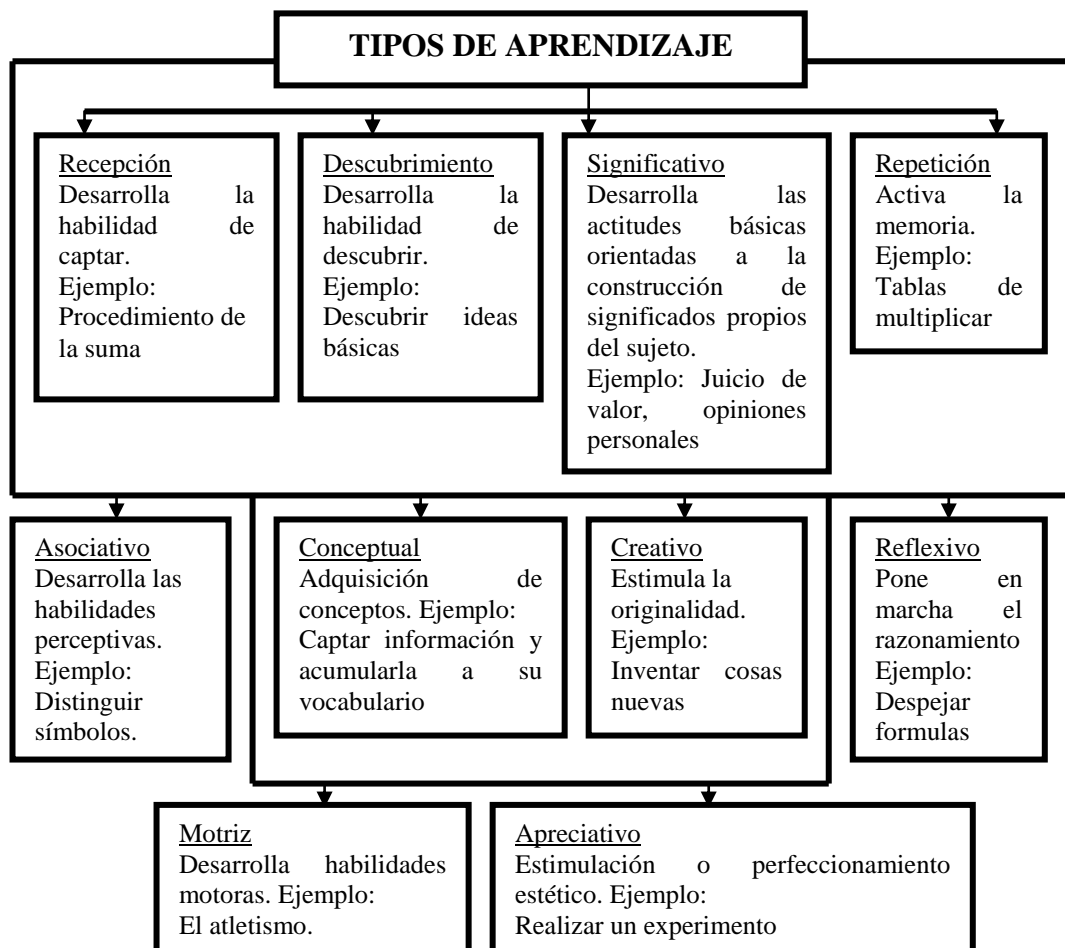 TIPOS DE APRENDIZAJE
Recepción
Desarrolla la
habilidad de
captar.
Ejemplo:
Procedimiento de
la suma
Descubrimiento
Desarrolla la
habilidad de
descubrir.
Ejemplo:
Descubrir ideas
básicas
Significativo
Desarrolla las
actitudes básicas
orientadas a la
construcción de
significados propios
del sujeto.
Ejemplo: Juicio de
valor, opiniones
personales
Repetición
Activa la
memoria.
Ejemplo:
Tablas de
multiplicar
Asociativo
Desarrolla las
habilidades
perceptivas.
Ejemplo:
Distinguir
símbolos.
Conceptual
Adquisición de
conceptos. Ejemplo:
Captar información y
acumularla a su
vocabulario
Creativo
Estimula la
originalidad.
Ejemplo:
Inventar cosas
nuevas
Reflexivo
Pone en
marcha el
razonamiento
Ejemplo:
Despejar
formulas
Motriz
Desarrolla habilidades
motoras. Ejemplo:
El atletismo.
Apreciativo
Estimulación o perfeccionamiento
estético. Ejemplo:
Realizar un experimento